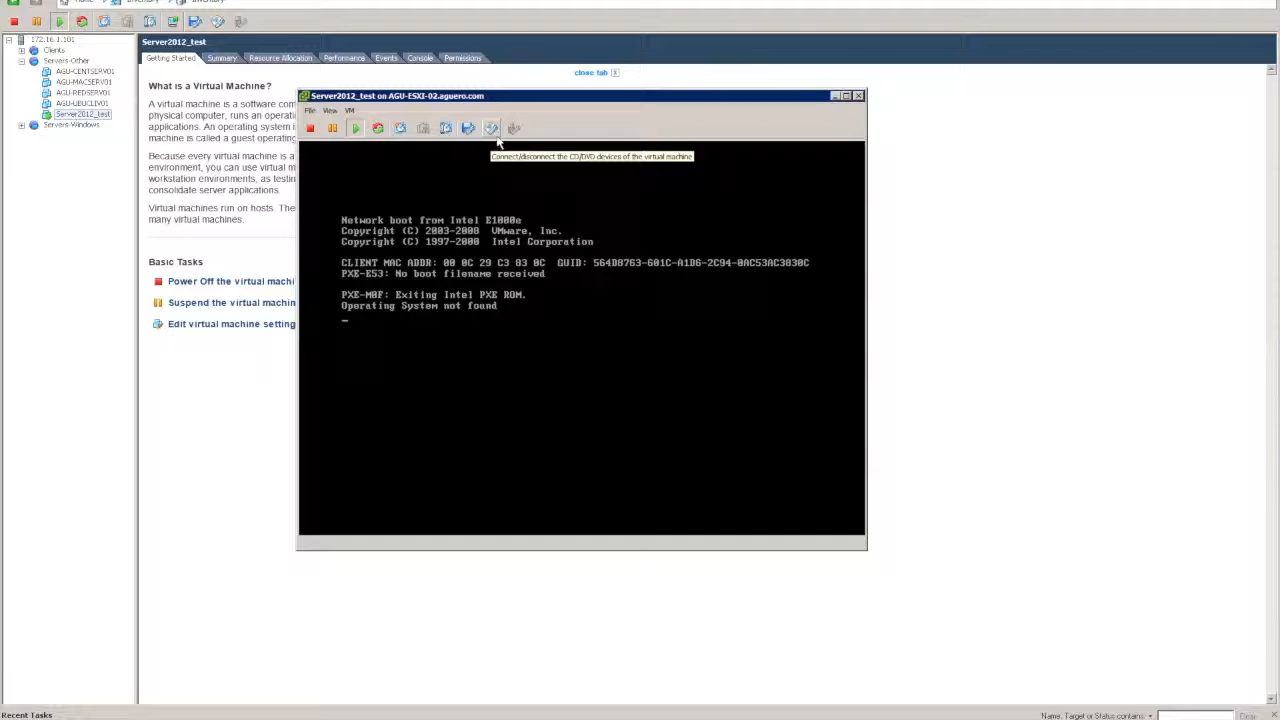 Home
Inventory
Inventory
172.16.1.101
Clients
Servers-Other
AGU-CENTSERV01
AGU-MACSERV01
AGU-REDSERV01
AGU-UBUCLIV01
Server2012_test
Servers-Windows
Server2012_test
Getting Started
Summary
Resource Allocation
Performance
Events
Console
Permissions
close tab
What is a Virtual Machine?
A virtual machine is a software com
physical computer, runs an operati
applications. An operating system i
machine is called a guest operating
Because every virtual machine is a
environment, you can use virtual m
workstation environments, as testin
consolidate server applications.
Virtual machines run on hosts. The
many virtual machines.
Basic Tasks
Power Off the virtual machi
Suspend the virtual machin
Edit virtual machine setting
Server2012_test on AGU-ESXI-02.aguero.com
File View VM
Connect/disconnect the CD/DVD devices of the virtual machine
Network boot from Intel E1000e
Copyright (C) 2003-2008 VMware, Inc.
Copyright (C) 1997-2000 Intel Corporation
CLIENT MAC ADDR: 00 0C 29 C3 83 0C GUID: 564D8763-601C-A1D6-2C94-0AC53AC3830C
PXE-E53: No boot filename received
PXE-M0F: Exiting Intel PXE ROM.
Operating System not found
Recent Tasks
Name, Target or Status contains: